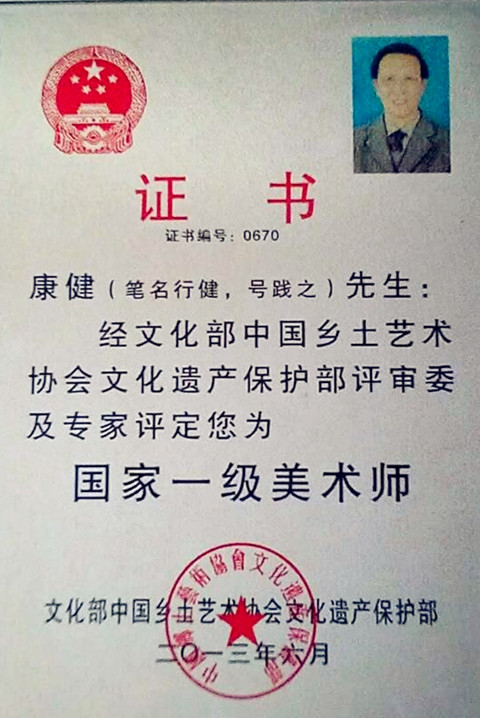 证 书
证书编号：0670
康健（笔名行健，号践之）先生：
经文化部中国乡土艺术
协会文化遗产保护部评审委
及专家评定您为
国家一级美术师
文化部中国乡土艺术协会文化遗产保护部
二〇一三年六月